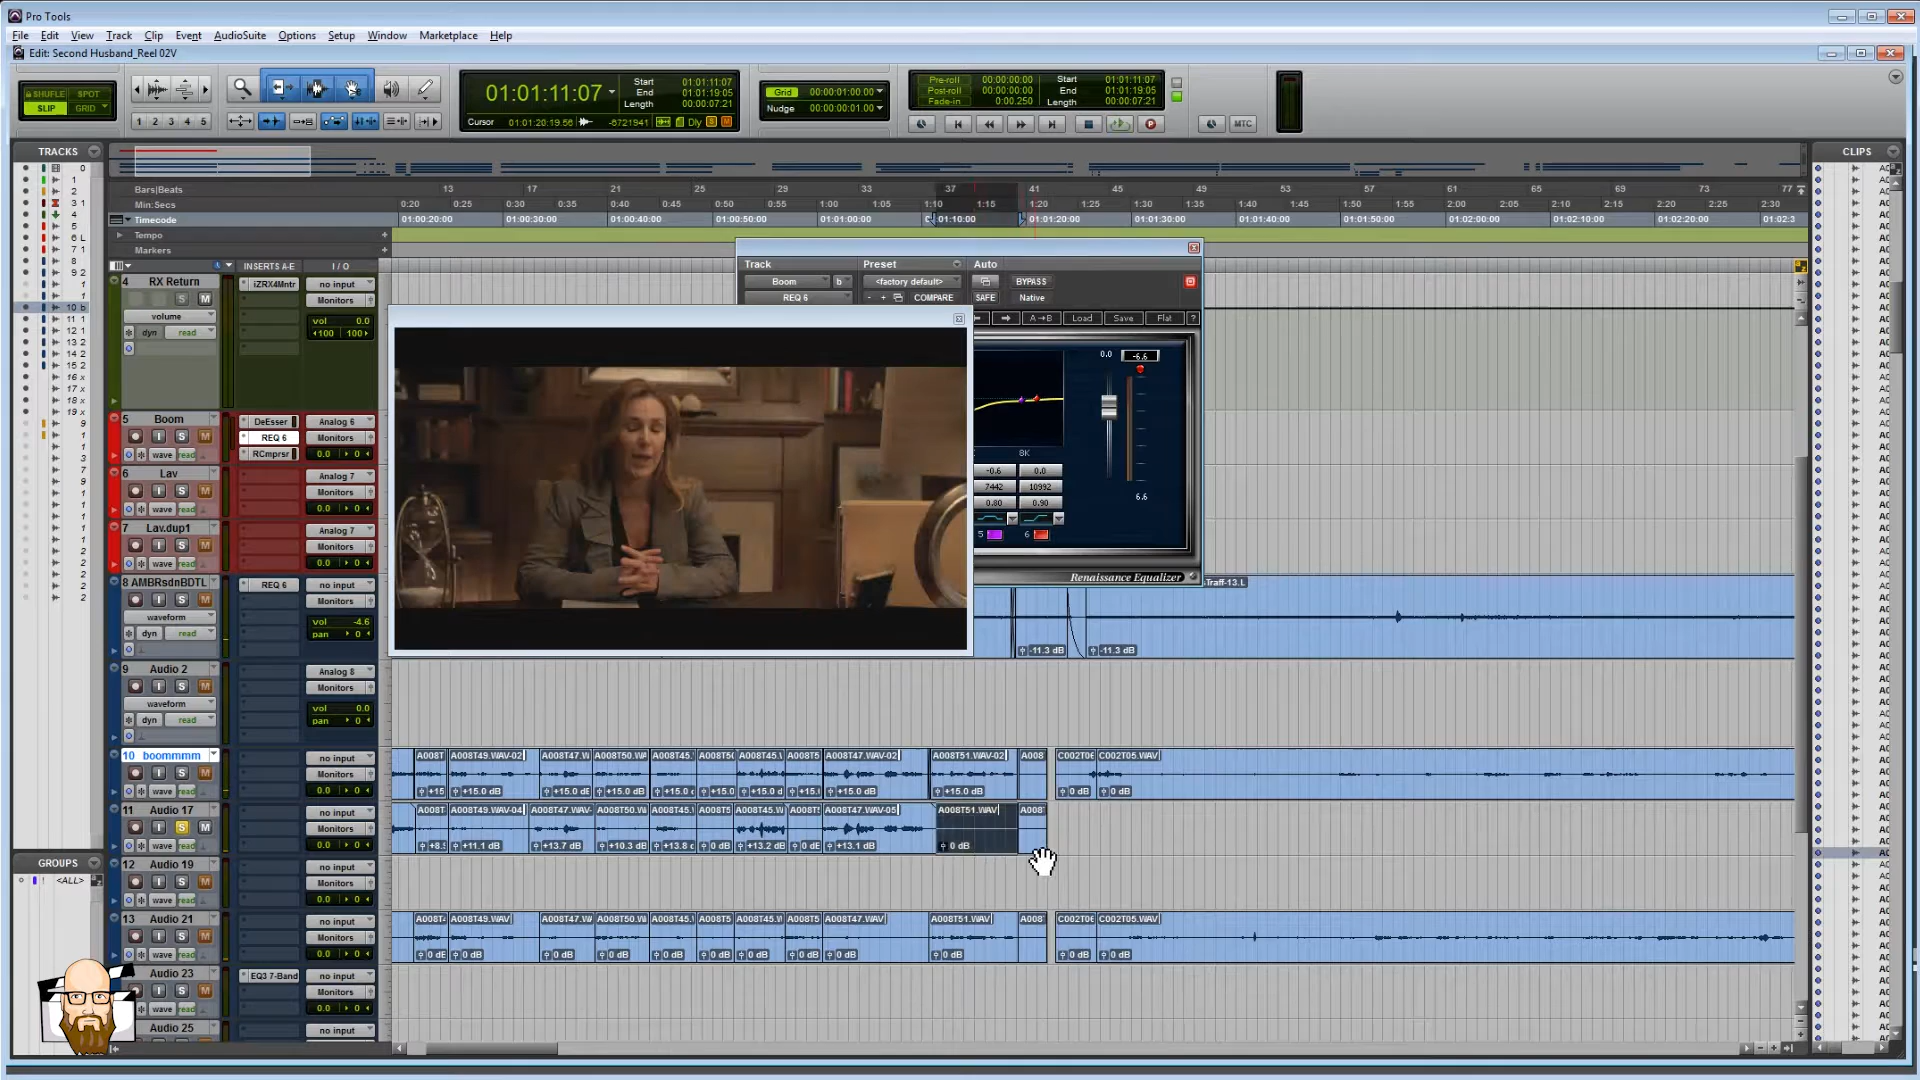 Pro Tools
File Edit View Track Clip Event AudioSuite Options Setup Window Marketplace Help
Edit: Second Husband_Reel 02V
SHUFLE SPOT
SLIP GRID
1 2 3 4 5
01:01:11:07
Start 01:01:11:07
End 01:01:19:05
Length 00:00:07:21
Cursor 01:01:20:19.56 -6721941 Dly S M
Grid 00:00:01:00.00
Nudge 00:00:00:01.00
Pre-roll 00:00:00:00
Post-roll 00:00:00:00
Fade-in 0:00.250
Start 01:01:11:07
End 01:01:19:05
Length 00:00:07:21
MTC
TRACKS
CLIPS
Bars|Beats 13 17 21 25 29 33 37 41 45 49 53 57 61 65 69 73 77
Min:Secs 0:20 0:25 0:30 0:35 0:40 0:45 0:50 0:55 1:00 1:05 1:10 1:15 1:20 1:25 1:30 1:35 1:40 1:45 1:50 1:55 2:00 2:05 2:10 2:15 2:20 2:25 2:30
Timecode 01:00:20:00 01:00:30:00 01:00:40:00 01:00:50:00 01:01:00:00 01:10:00 01:01:20:00 01:01:30:00 01:01:40:00 01:01:50:00 01:02:00:00 01:02:10:00 01:02:20:00 01:02:3
Tempo
Markers
INSERTS A-E I / O
4 RX Return iZRX4Mntr no input
S M Monitors
volume vol 0.0
dyn read 100 100
Track Preset Auto
Boom b <factory default> BYPASS
REQ 6 - + COMPARE SAFE Native
A->B Load Save Flat ?
0.0 -6.6
8K
-0.6 0.0
7442 10992
0.80 0.90
5 6
6.6
Renaissance Equalizer
5 Boom DeEsser Analog 6
I S M REQ 6 Monitors
wave read RCmprsr 0.0 0
6 Lav Analog 7
I S M Monitors
wave read 0.0 0
7 Lav.dup1 Analog 7
I S M Monitors
wave read 0.0 0
8 AMBRsdnBDTL REQ 6 no input
I S M Monitors
waveform vol -4.6
dyn read pan 0
Traff-13.L
-11.3 dB -11.3 dB
9 Audio 2 Analog 8
I S M Monitors
waveform vol 0.0
dyn read pan 0
10 boommmm no input
I S M Monitors
wave read 0.0 0
A008T A008T49.WAV-02 A008T47.W A008T50.WA A008T45. A008T5 A008T45.W A008T5 A008T47.WAV-02 A008T51.WAV-02 A008 C002T06 C002T05.WAV
+15 +15.0 dB +15.0 dE +15.0 dB +15.0 d +15. +15.0 d +15. +15.0 dB +15.0 dB 0 dB 0 dB
11 Audio 17 no input
I S M Monitors
wave read 0.0 0
A008T A008T49.WAV-04 A008T47.WAV- A008T50.W A008T45. A008T A008T45.W A008T A008T47.WAV-05 A008T51.WAV A008
+8. +11.1 dB +13.7 dB +10.3 dB +13.8 d 0 dB +13.2 dB 0 dE +13.1 dB 0 dB
12 Audio 19 no input
I S M Monitors
wave read 0.0 0
13 Audio 21 no input
I S M Monitors
wave read 0.0 0
A008T A008T49.WAV A008T47.W A008T50.W A008T45. A008T5 A008T45.W A008T5 A008T47.WAV A008T51.WAV A008 C002T06 C002T05.WAV
0 dE 0 dB 0 dB 0 dB 0 dB 0 dB 0 dB 0 dB 0 dB 0 dB 0 dB 0 dB
Audio 23 EQ3 7-Band no input
I S M Monitors
wave read 0.0 0
Audio 25 no input
GROUPS
<ALL>